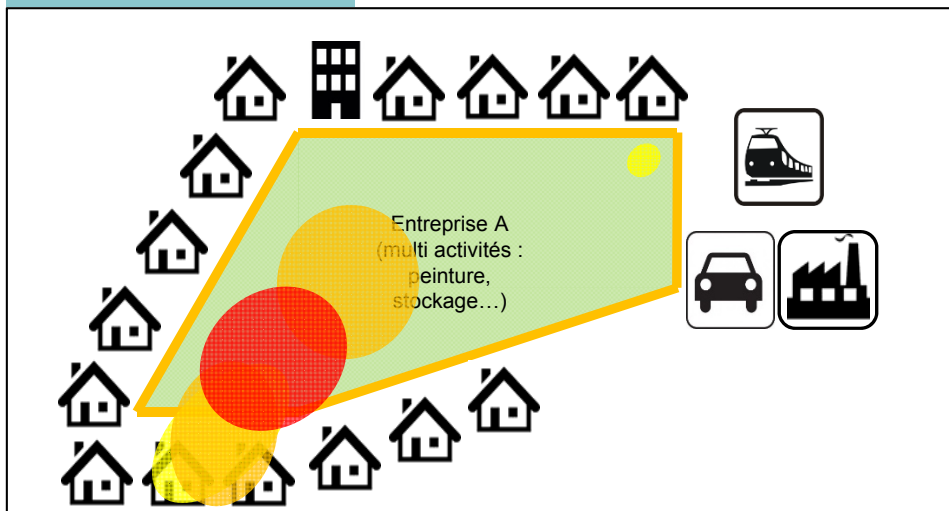 Entreprise A
(multi activités :
peinture,
stockage…)